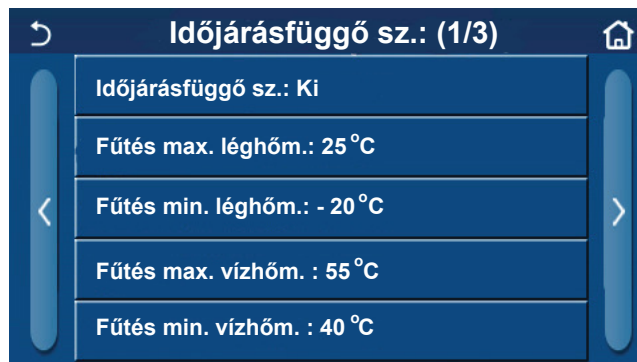 Időjárásfüggő sz.: (1/3)
Időjárásfüggő sz.: Ki
Fűtés max. léghőm.: 25 °C
Fűtés min. léghőm.: - 20 °C
Fűtés max. vízhőm. : 55 °C
Fűtés min. vízhőm. : 40 °C